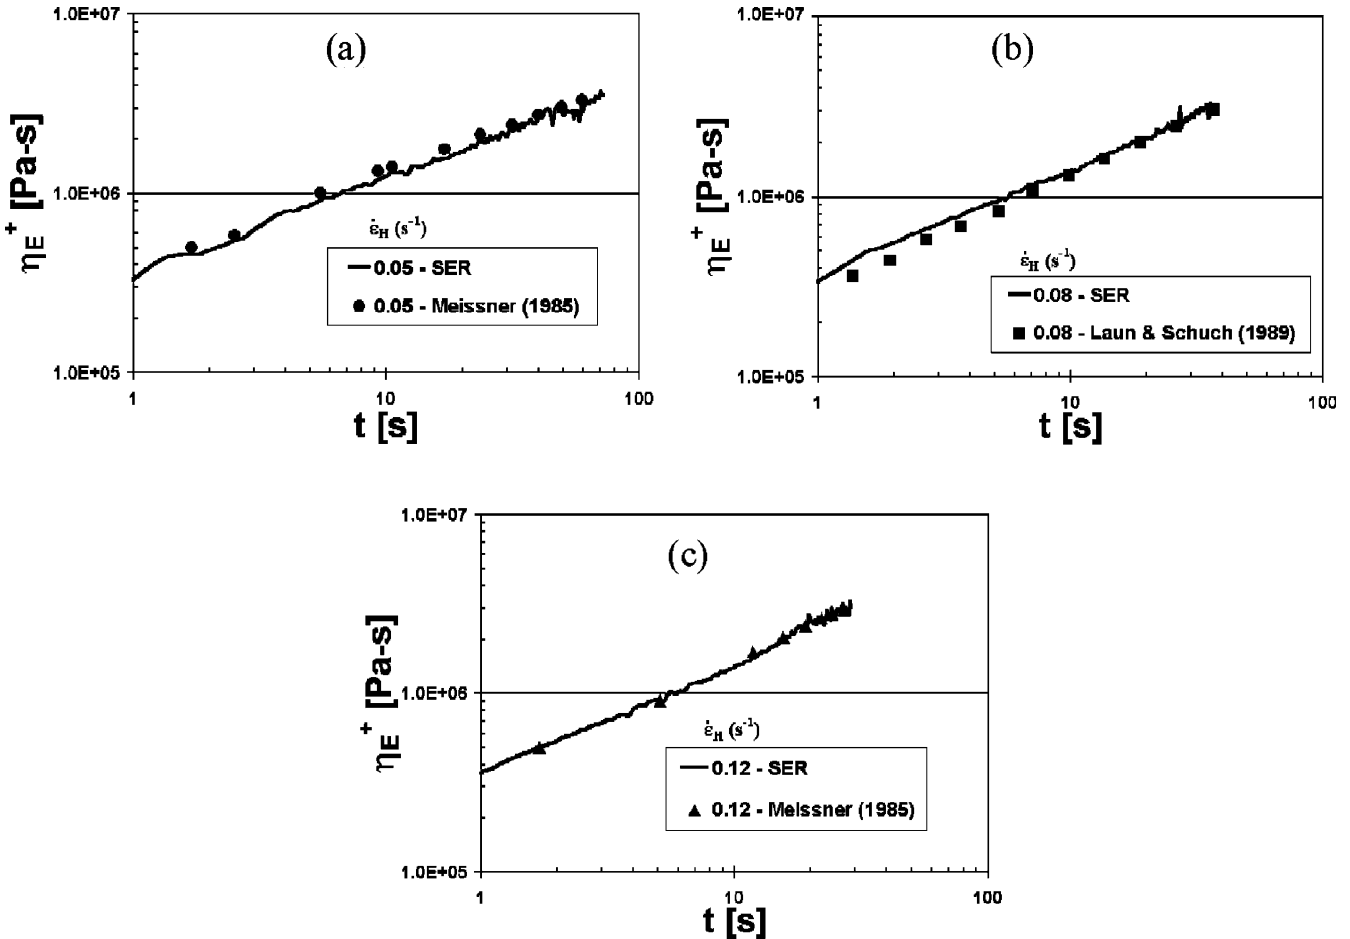 1.0E+07
(a)
1.0E+06
1.0E+05
η_E^+ [Pa-s]
ε̇_H (s^-1)
0.05 - SER
0.05 - Meissner (1985)
1 10 100
t [s]
1.0E+07
(b)
1.0E+06
1.0E+05
η_E^+ [Pa-s]
ε̇_H (s^-1)
0.08 - SER
0.08 - Laun & Schuch (1989)
1 10 100
t [s]
1.0E+07
(c)
1.0E+06
1.0E+05
η_E^+ [Pa-s]
ε̇_H (s^-1)
0.12 - SER
0.12 - Meissner (1985)
1 10 100
t [s]